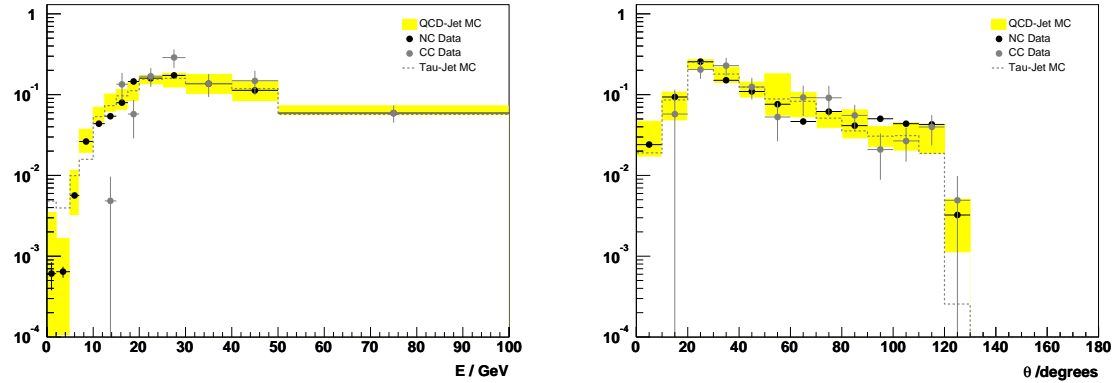 1
10⁻¹
10⁻²
10⁻³
10⁻⁴
QCD-Jet MC
NC Data
CC Data
Tau-Jet MC
0 10 20 30 40 50 60 70 80 90 100
E / GeV
1
10⁻¹
10⁻²
10⁻³
10⁻⁴
QCD-Jet MC
NC Data
CC Data
Tau-Jet MC
0 20 40 60 80 100 120 140 160 180
θ /degrees